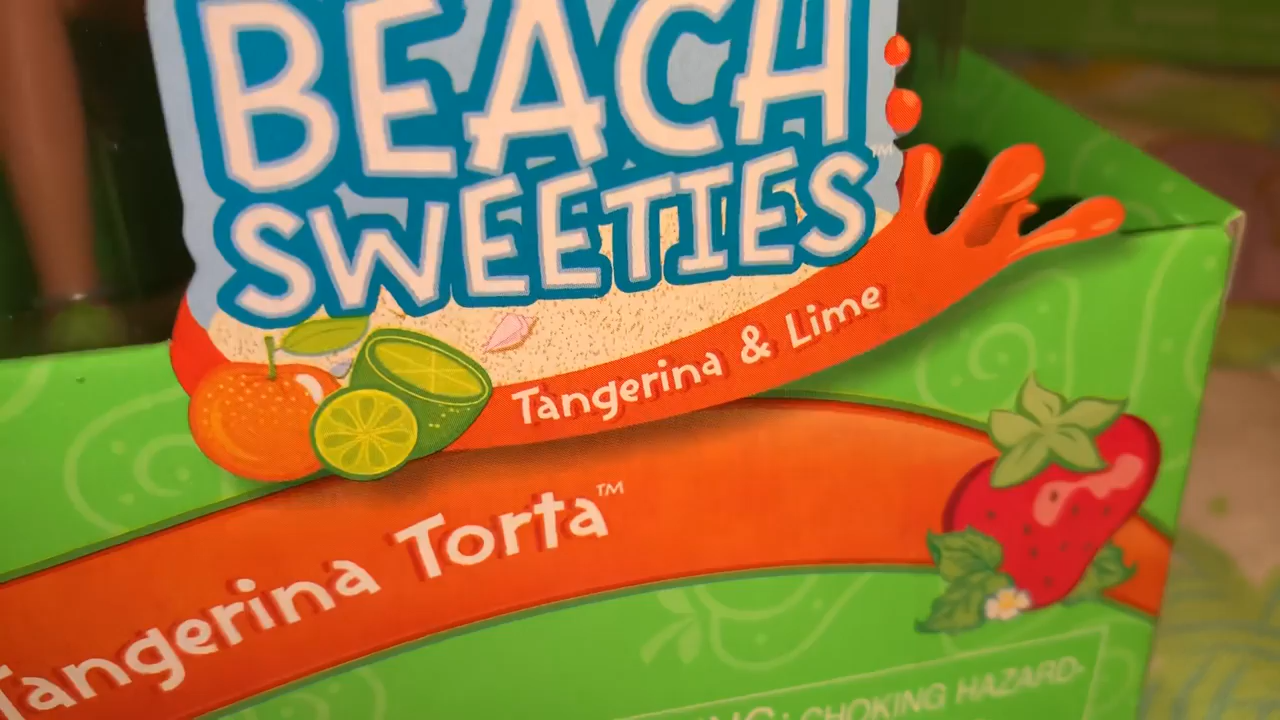 BEACH
SWEETIES™
Tangerina & Lime
Tangerina Torta™
CHOKING HAZARD-